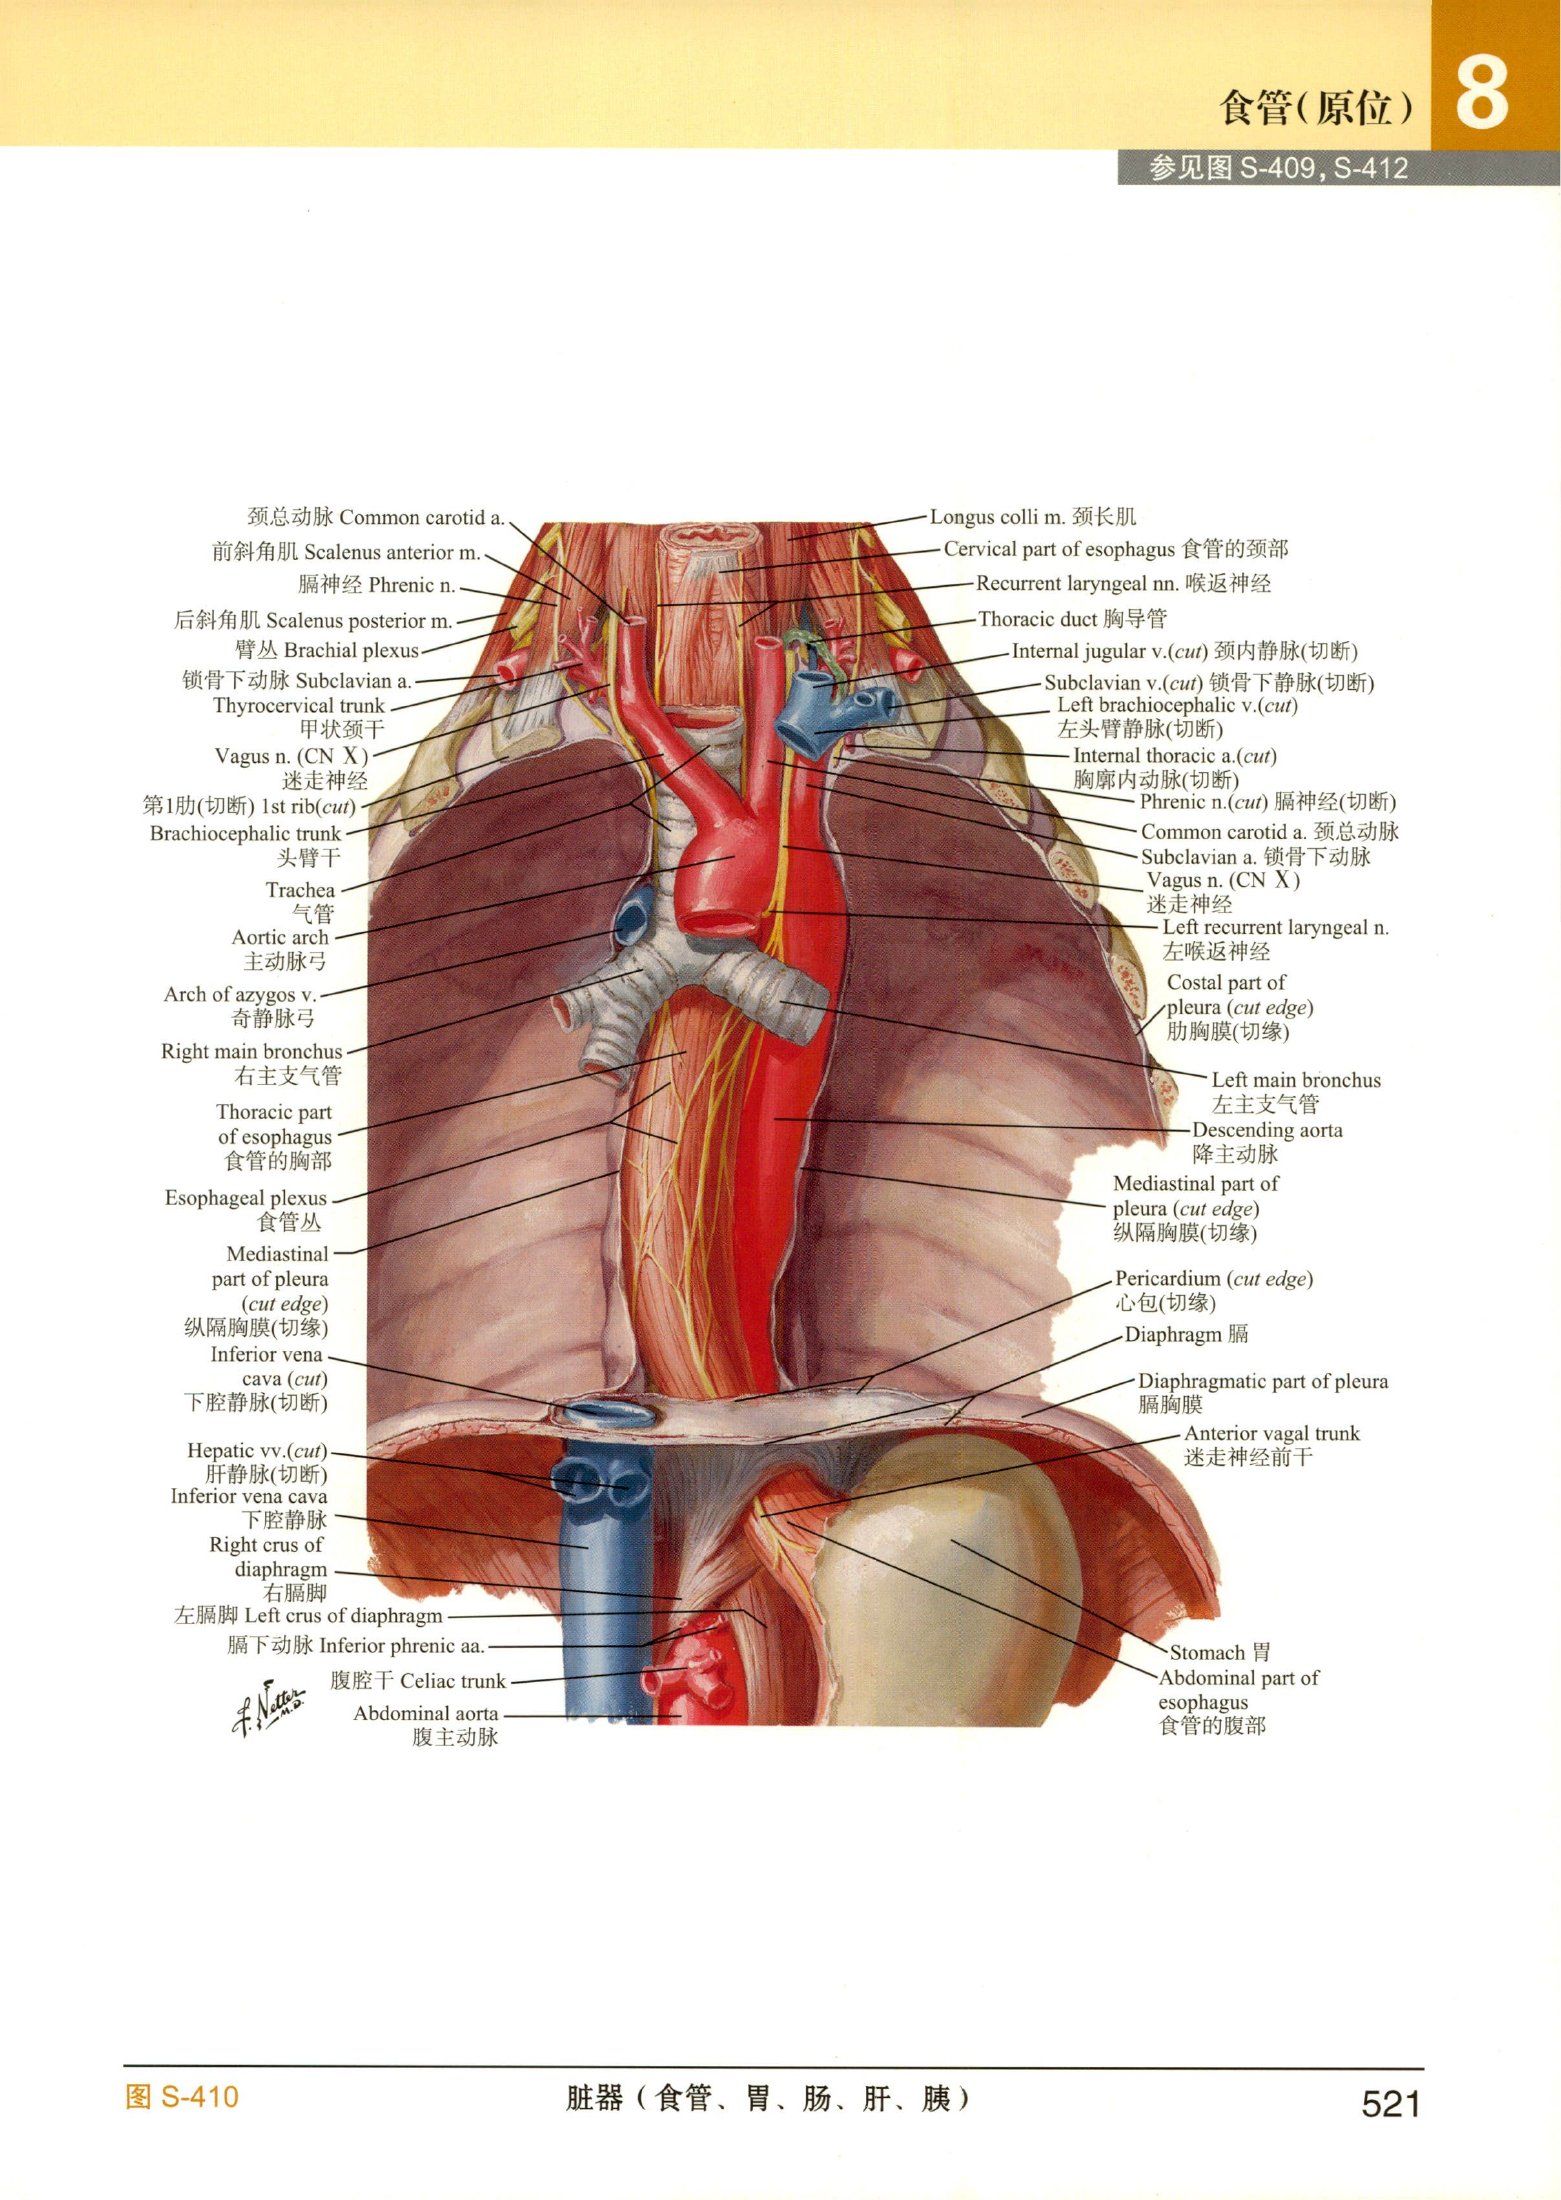 食管(原位)
8
参见图 S-409, S-412
颈总动脉 Common carotid a.
前斜角肌 Scalenus anterior m.
膈神经 Phrenic n.
后斜角肌 Scalenus posterior m.
臂丛 Brachial plexus
锁骨下动脉 Subclavian a.
Thyrocervical trunk
甲状颈干
Vagus n. (CN X)
迷走神经
第1肋(切断) 1st rib(cut)
Brachiocephalic trunk
头臂干
Trachea
气管
Aortic arch
主动脉弓
Arch of azygos v.
奇静脉弓
Right main bronchus
右主支气管
Thoracic part
of esophagus
食管的胸部
Esophageal plexus
食管丛
Mediastinal
part of pleura
(cut edge)
纵隔胸膜(切缘)
Inferior vena
cava (cut)
下腔静脉(切断)
Hepatic vv.(cut)
肝静脉(切断)
Inferior vena cava
下腔静脉
Right crus of
diaphragm
右膈脚
左膈脚 Left crus of diaphragm
膈下动脉 Inferior phrenic aa.
腹腔干 Celiac trunk
Abdominal aorta
腹主动脉
Longus colli m. 颈长肌
Cervical part of esophagus 食管的颈部
Recurrent laryngeal nn. 喉返神经
Thoracic duct 胸导管
Internal jugular v.(cut) 颈内静脉(切断)
Subclavian v.(cut) 锁骨下静脉(切断)
Left brachiocephalic v.(cut)
左头臂静脉(切断)
Internal thoracic a.(cut)
胸廓内动脉(切断)
Phrenic n.(cut) 膈神经(切断)
Common carotid a. 颈总动脉
Subclavian a. 锁骨下动脉
Vagus n. (CN X)
迷走神经
Left recurrent laryngeal n.
左喉返神经
Costal part of
pleura (cut edge)
肋胸膜(切缘)
Left main bronchus
左主支气管
Descending aorta
降主动脉
Mediastinal part of
pleura (cut edge)
纵隔胸膜(切缘)
Pericardium (cut edge)
心包(切缘)
Diaphragm 膈
Diaphragmatic part of pleura
膈胸膜
Anterior vagal trunk
迷走神经前干
Stomach 胃
Abdominal part of
esophagus
食管的腹部
F. Netter M.D.
图 S-410
脏器(食管、胃、肠、肝、胰)
521